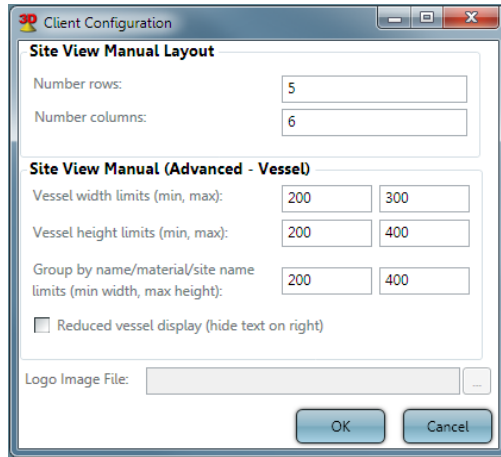 3D Client Configuration
Site View Manual Layout
Number rows: 5
Number columns: 6
Site View Manual (Advanced - Vessel)
Vessel width limits (min, max): 200 300
Vessel height limits (min, max): 200 400
Group by name/material/site name
limits (min width, max height): 200 400
Reduced vessel display (hide text on right)
Logo Image File: ...
OK Cancel